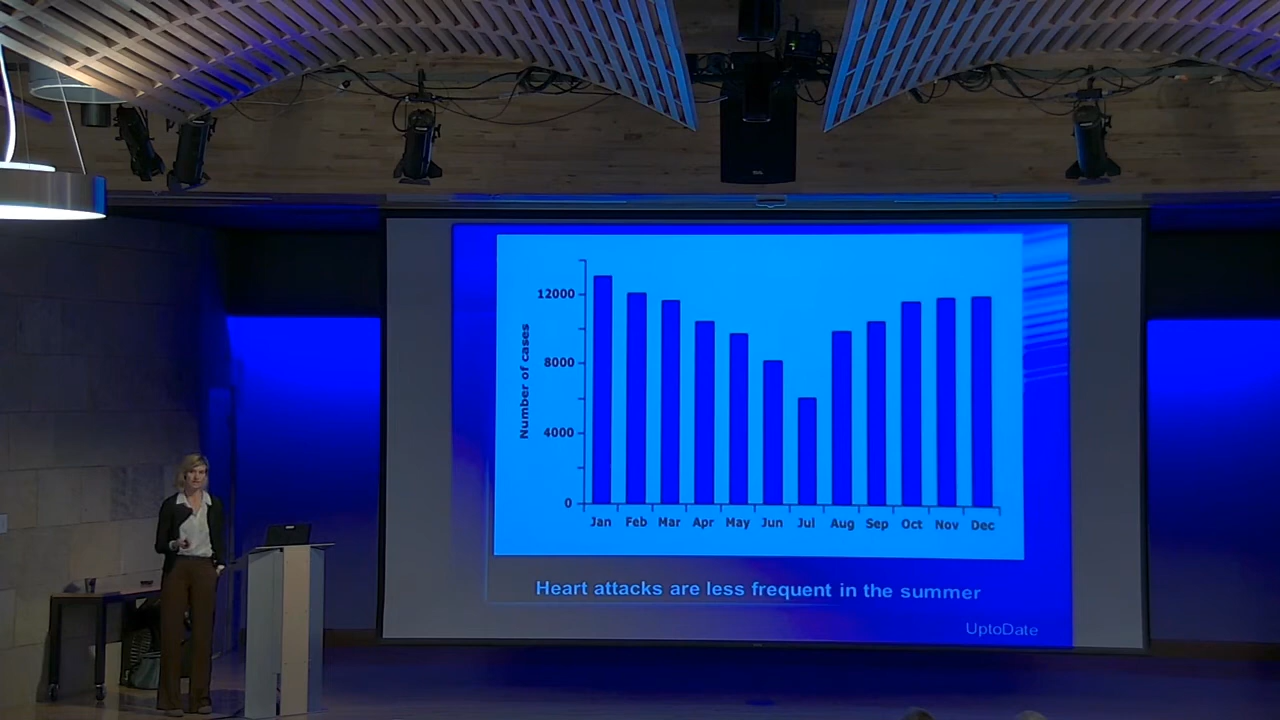 12000
8000
4000
0
Number of cases
Jan Feb Mar Apr May Jun Jul Aug Sep Oct Nov Dec
Heart attacks are less frequent in the summer
UptoDate